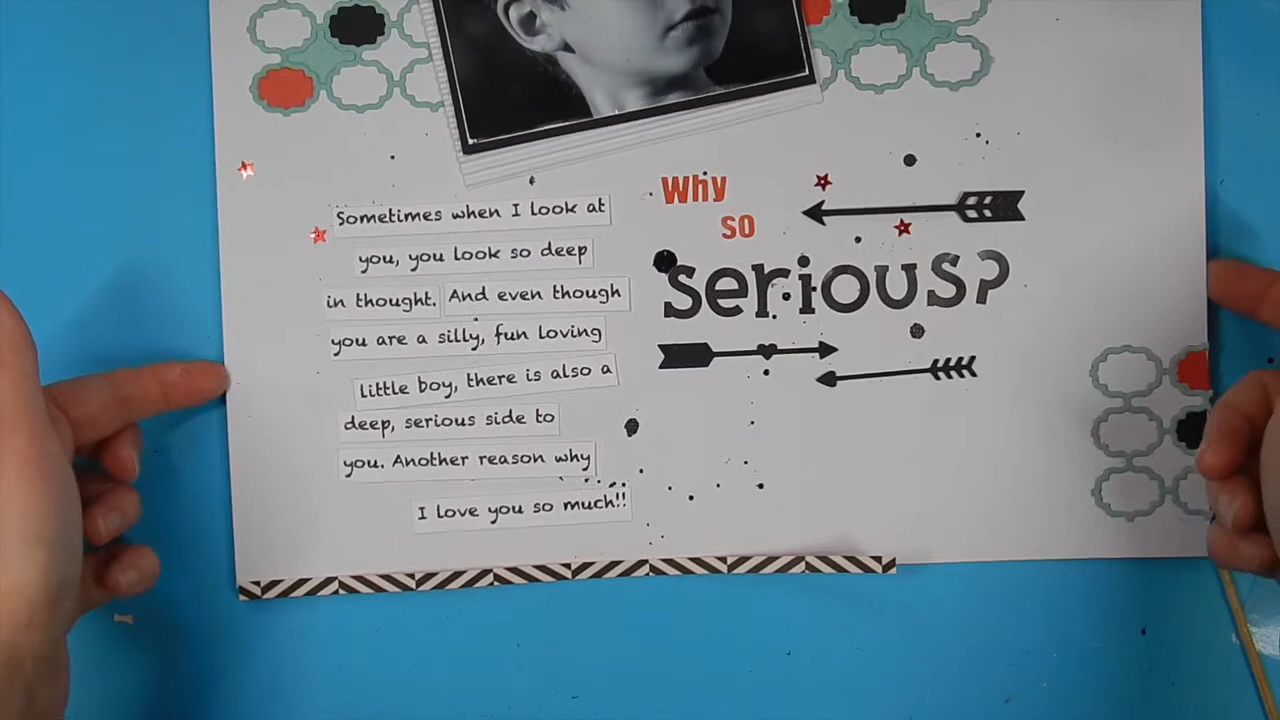 Sometimes when I look at
you, you look so deep
in thought. And even though
you are a silly, fun loving
little boy, there is also a
deep, serious side to
you. Another reason why
I love you so much!!
Why
so
serious?